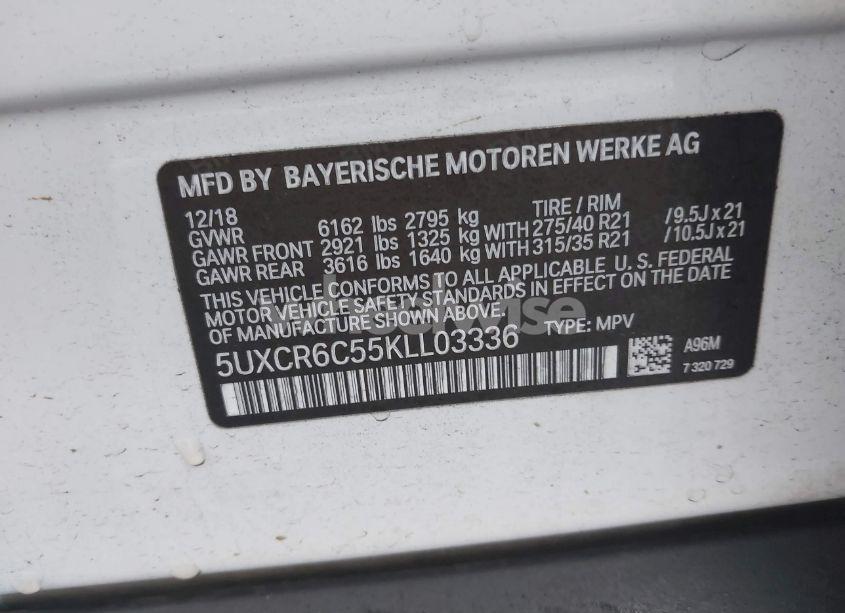 MFD BY BAYERISCHE MOTOREN WERKE AG
12/18 TIRE / RIM
GVWR 6162 lbs 2795 kg
GAWR FRONT 2921 lbs 1325 kg WITH 275/40 R21 /9.5J x 21
GAWR REAR 3616 lbs 1640 kg WITH 315/35 R21 /10.5J x 21
THIS VEHICLE CONFORMS TO ALL APPLICABLE U. S. FEDERAL
MOTOR VEHICLE SAFETY STANDARDS IN EFFECT ON THE DATE
OF MANUFACTURE SHOWN ABOVE.
5UXCR6C55KLL03336 TYPE: MPV
A96M
7 320 729